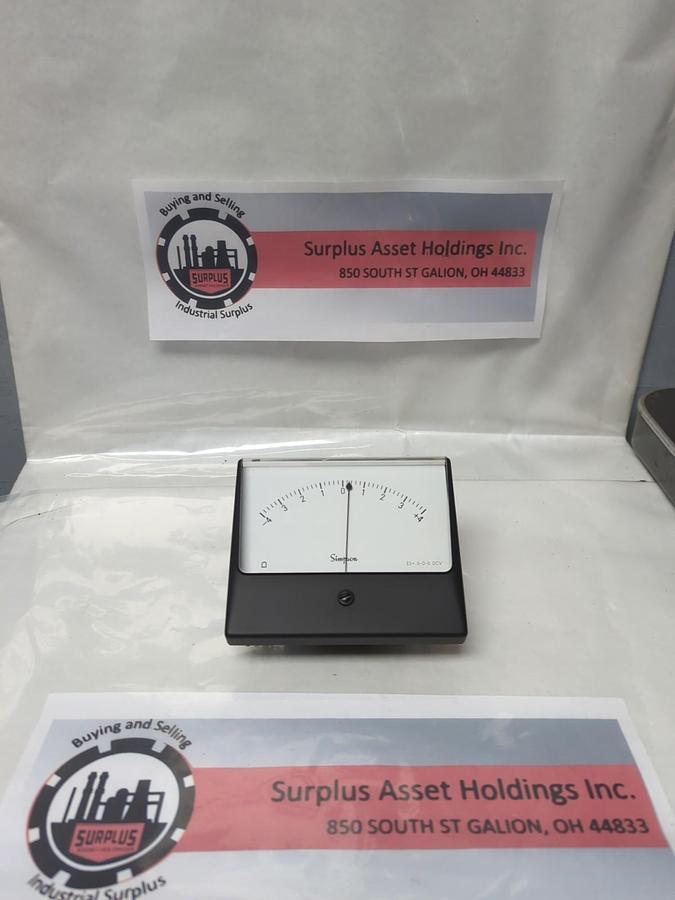 Buying and Selling
SURPLUS
Industrial Surplus
Surplus Asset Holdings Inc.
850 SOUTH ST GALION, OH 44833
-4 3 2 1 0 1 2 3 +4
Simpson
Buying and Selling
SURPLUS
Industrial Surplus
Surplus Asset Holdings Inc.
850 SOUTH ST GALION, OH 44833